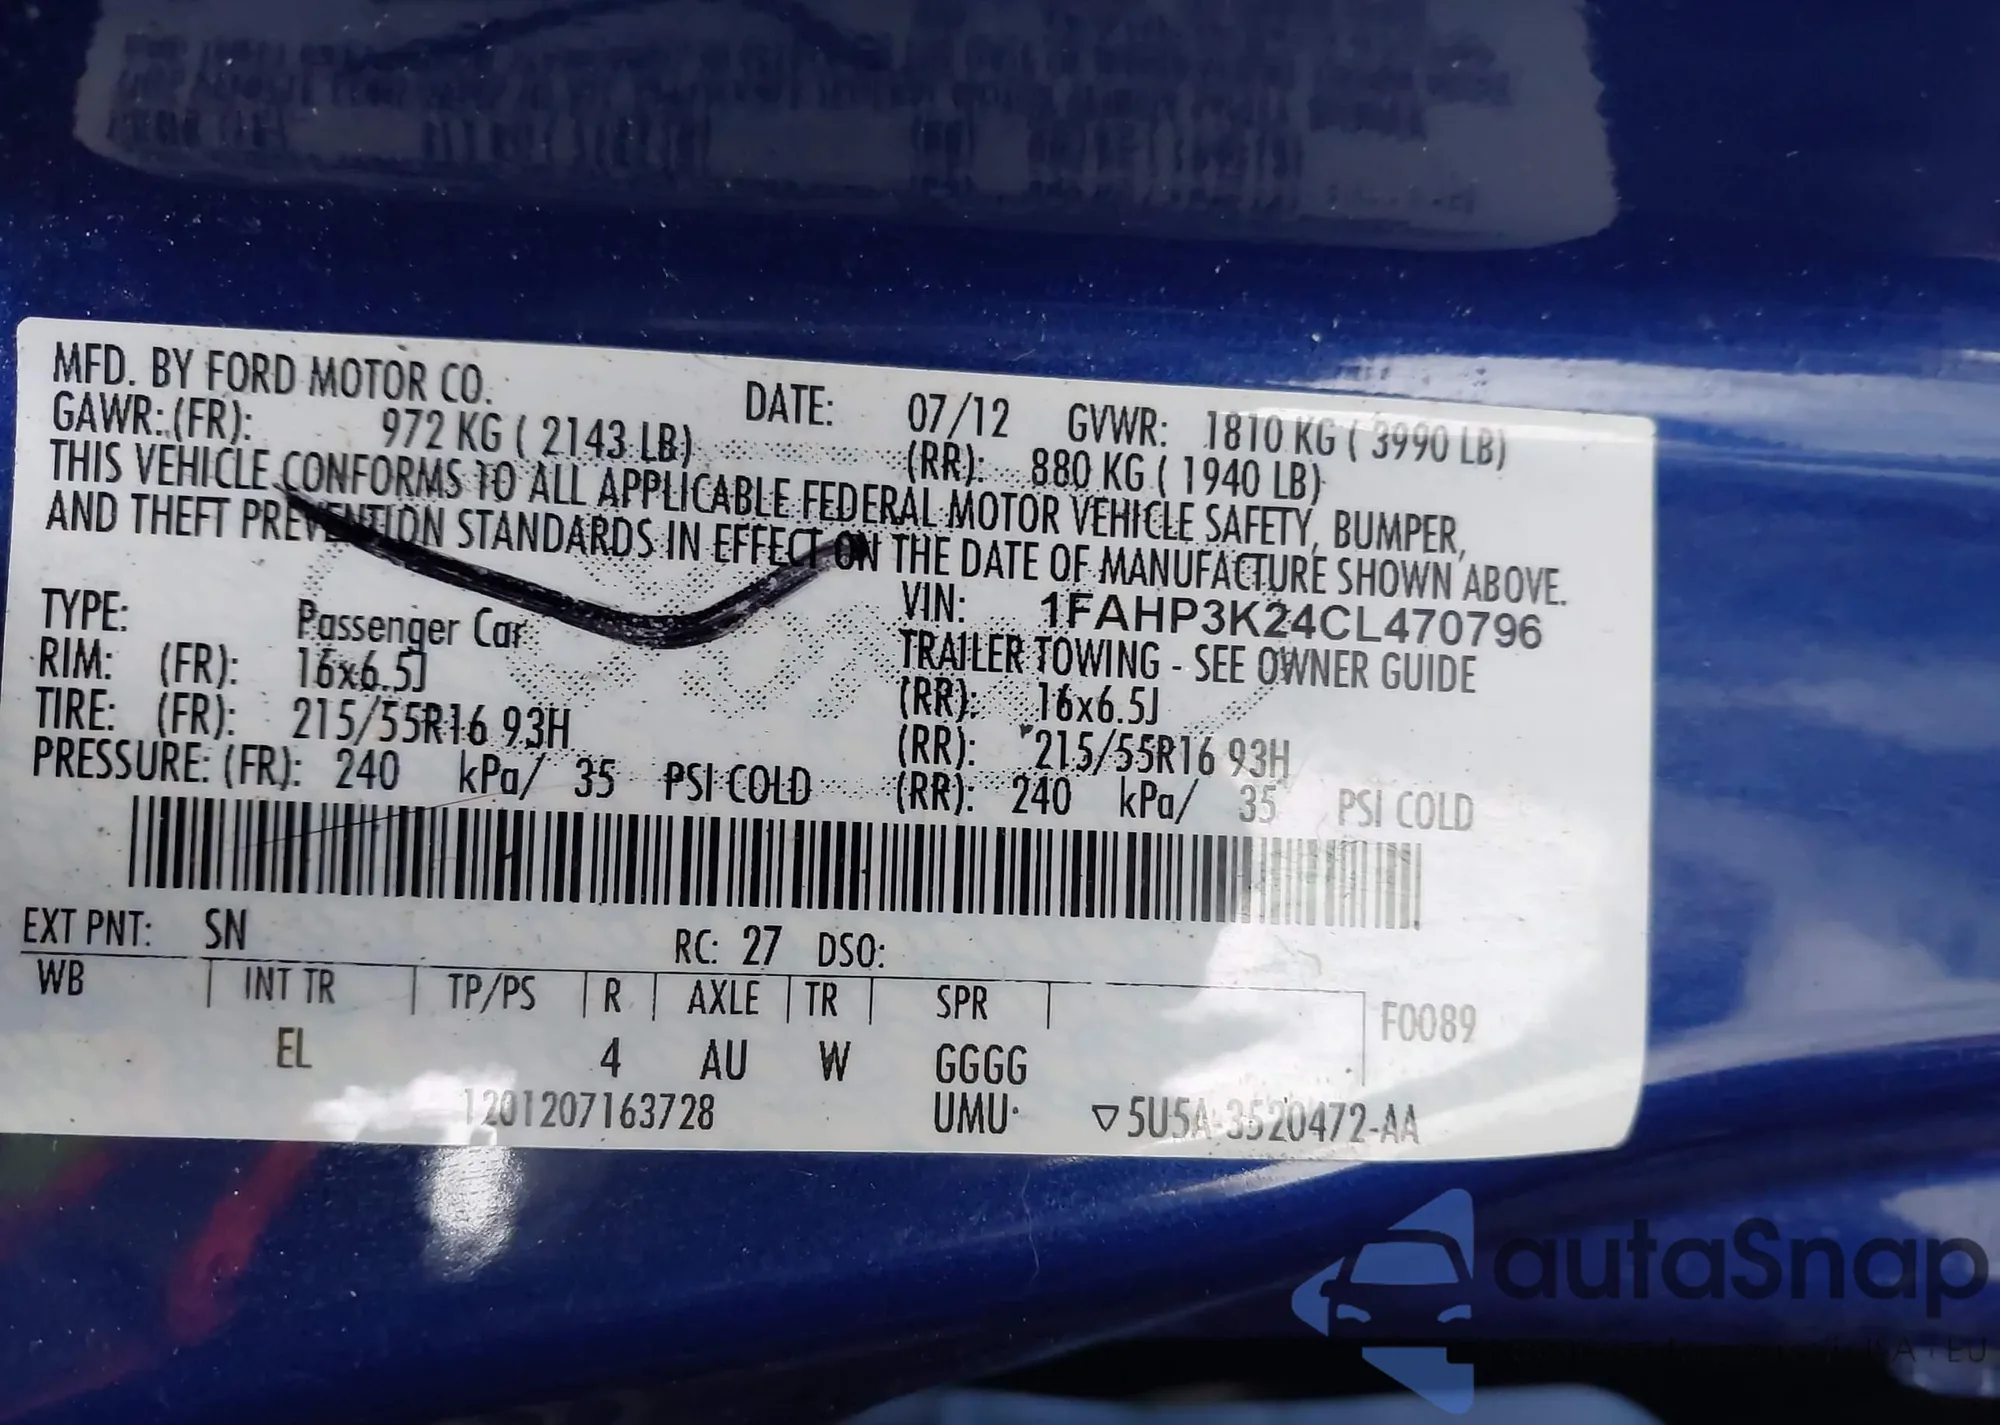 MFD. BY FORD MOTOR CO. DATE: 07/12 GVWR: 1810 KG ( 3990 LB)
GAWR: (FR): 972 KG ( 2143 LB) (RR): 880 KG ( 1940 LB)
THIS VEHICLE CONFORMS TO ALL APPLICABLE FEDERAL MOTOR VEHICLE SAFETY, BUMPER,
AND THEFT PREVENTION STANDARDS IN EFFECT ON THE DATE OF MANUFACTURE SHOWN ABOVE.
VIN: 1FAHP3K24CL470796
TYPE: Passenger Car TRAILER TOWING - SEE OWNER GUIDE
RIM: (FR): 16x6.5J (RR): 16x6.5J
TIRE: (FR): 215/55R16 93H (RR): 215/55R16 93H
PRESSURE: (FR): 240 kPa/ 35 PSI COLD (RR): 240 kPa/ 35 PSI COLD
EXT PNT: SN RC: 27 DSO:
WB INT TR TP/PS R AXLE TR SPR F0089
EL 4 AU W GGGG
1201207163728 UMU ▽5U5A-3520472-AA
autaSnap